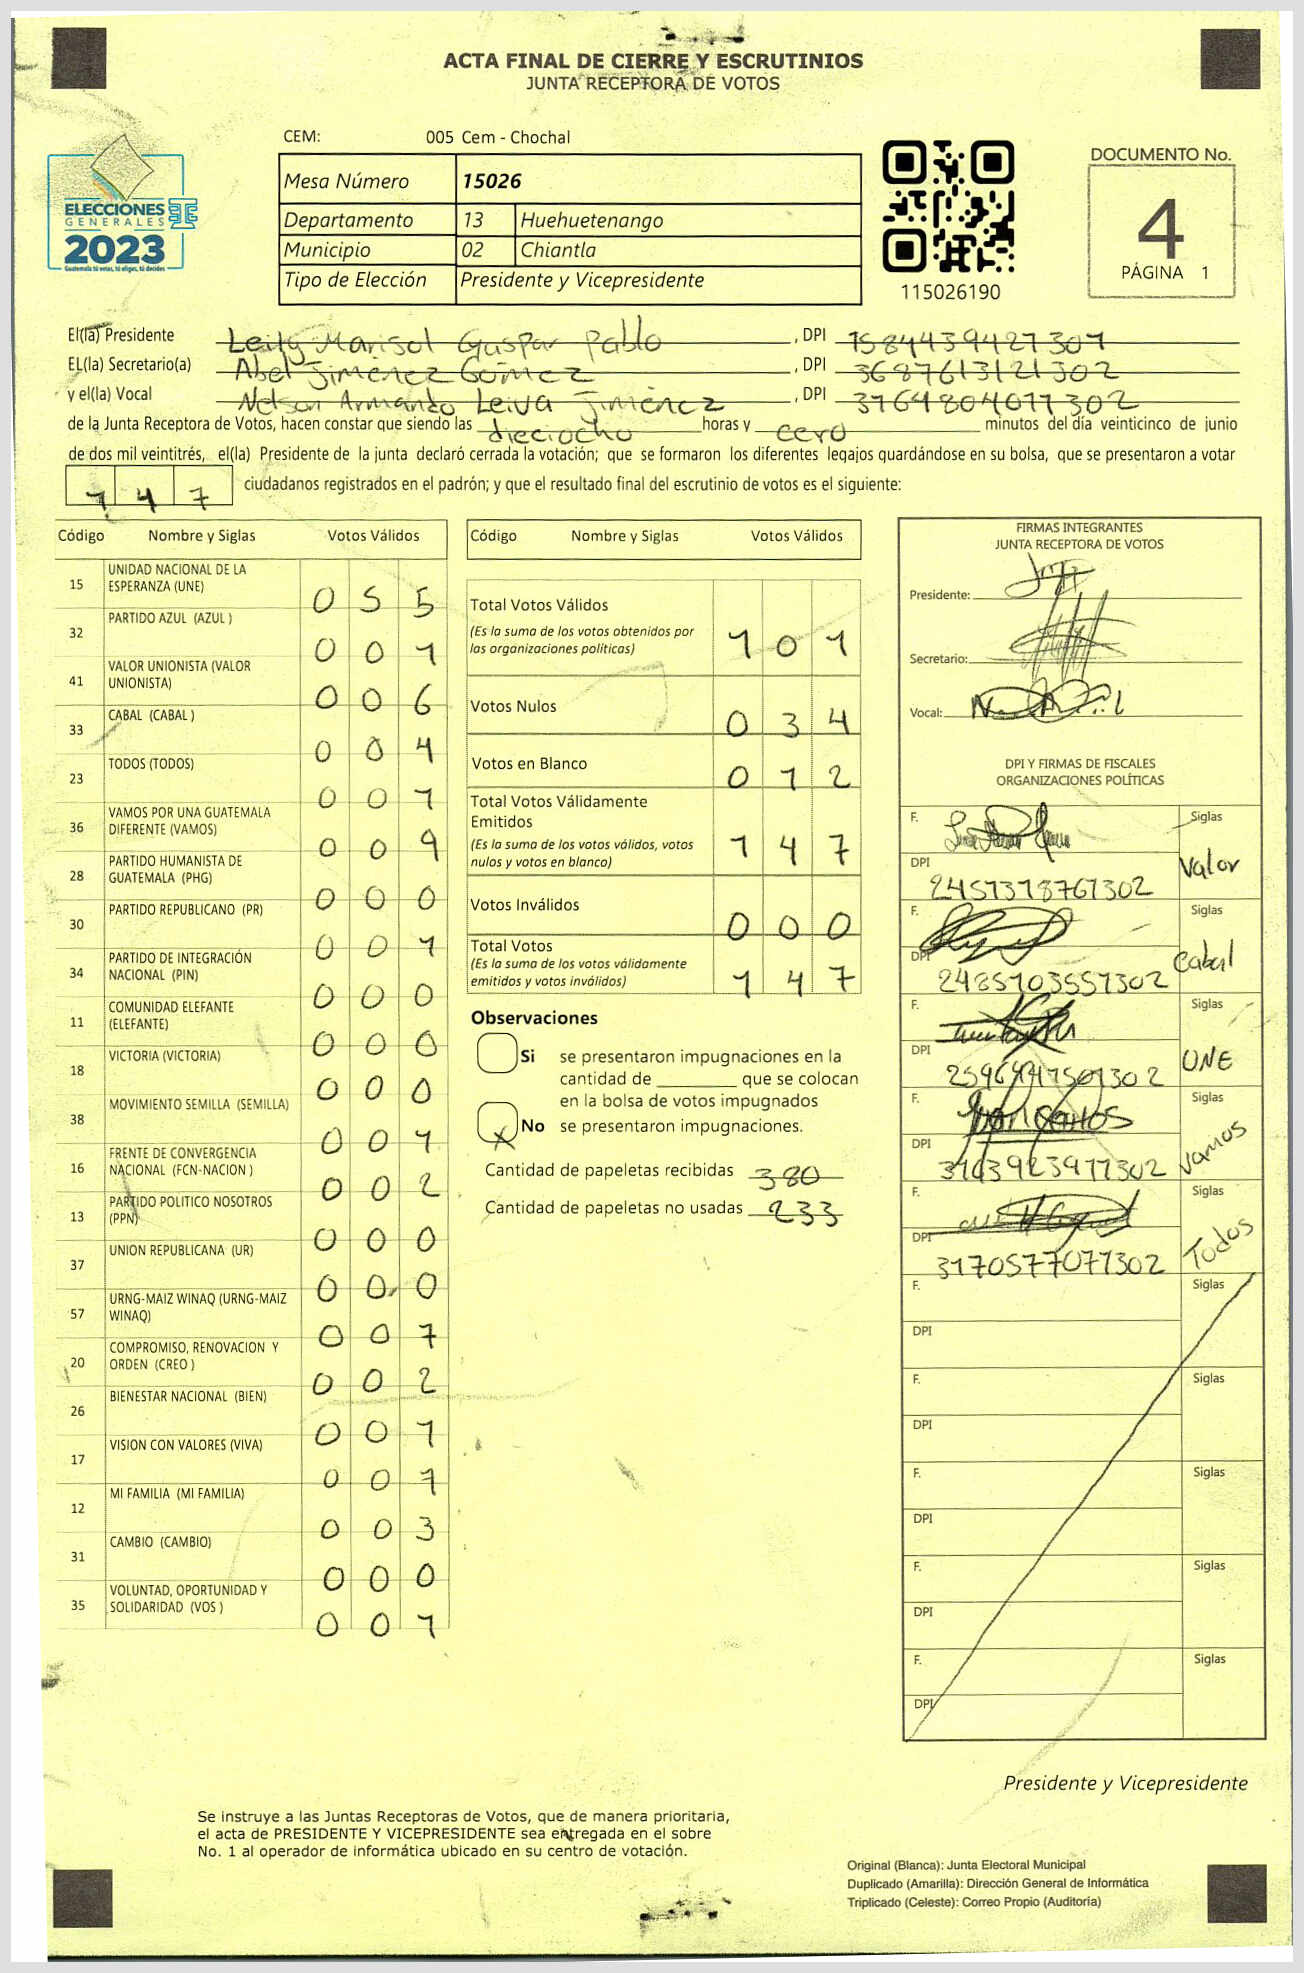 ACTA FINAL DE CIERRE Y ESCRUTINIOS
JUNTA RECEPTORA DE VOTOS
CEM: 005 Cem - Chochal
Mesa Número 15026
Departamento 13 Huehuetenango
Municipio 02 Chiantla
Tipo de Elección Presidente y Vicepresidente
ELECCIONES
GENERALES
2023
Guatemala tú votas, tú eliges, tú decides
115026190
DOCUMENTO No.
4
PÁGINA 1
El(la) Presidente Leily Marisol Gaspar Pablo, DPI 1584439427307
EL(la) Secretario(a) Abel Jiménez Gómez, DPI 3687613121302
y el(la) Vocal Nelson Armando Leiva Jiménez, DPI 3764804077302
de la Junta Receptora de Votos, hacen constar que siendo las dieciocho horas y cero minutos del día veinticinco de junio
de dos mil veintitrés, el(la) Presidente de la junta declaró cerrada la votación; que se formaron los diferentes legajos guardándose en su bolsa, que se presentaron a votar
147 ciudadanos registrados en el padrón; y que el resultado final del escrutinio de votos es el siguiente:
Código Nombre y Siglas Votos Válidos
15 UNIDAD NACIONAL DE LA ESPERANZA (UNE) 0 5 5
32 PARTIDO AZUL (AZUL ) 0 0 1
41 VALOR UNIONISTA (VALOR UNIONISTA) 0 0 6
33 CABAL (CABAL ) 0 0 4
23 TODOS (TODOS) 0 0 7
36 VAMOS POR UNA GUATEMALA DIFERENTE (VAMOS) 0 0 9
28 PARTIDO HUMANISTA DE GUATEMALA (PHG) 0 0 0
30 PARTIDO REPUBLICANO (PR) 0 0 1
34 PARTIDO DE INTEGRACIÓN NACIONAL (PIN) 0 0 0
11 COMUNIDAD ELEFANTE (ELEFANTE) 0 0 0
18 VICTORIA (VICTORIA) 0 0 0
38 MOVIMIENTO SEMILLA (SEMILLA) 0 0 1
16 FRENTE DE CONVERGENCIA NACIONAL (FCN-NACION ) 0 0 2
13 PARTIDO POLITICO NOSOTROS (PPN) 0 0 0
37 UNION REPUBLICANA (UR) 0 0 0
57 URNG-MAIZ WINAQ (URNG-MAIZ WINAQ) 0 0 7
20 COMPROMISO, RENOVACION Y ORDEN (CREO ) 0 0 2
26 BIENESTAR NACIONAL (BIEN) 0 0 1
17 VISION CON VALORES (VIVA) 0 0 1
12 MI FAMILIA (MI FAMILIA) 0 0 3
31 CAMBIO (CAMBIO) 0 0 0
35 VOLUNTAD, OPORTUNIDAD Y SOLIDARIDAD (VOS ) 0 0 1
Código Nombre y Siglas Votos Válidos
Total Votos Válidos 1 0 1
(Es la suma de los votos obtenidos por
las organizaciones políticas)
Votos Nulos 0 3 4
Votos en Blanco 0 1 2
Total Votos Válidamente
Emitidos 1 4 7
(Es la suma de los votos válidos, votos
nulos y votos en blanco)
Votos Inválidos 0 0 0
Total Votos 1 4 7
(Es la suma de los votos válidamente
emitidos y votos inválidos)
Observaciones
Si se presentaron impugnaciones en la
cantidad de ________ que se colocan
en la bolsa de votos impugnados
X No se presentaron impugnaciones.
Cantidad de papeletas recibidas 380
Cantidad de papeletas no usadas 233
FIRMAS INTEGRANTES
JUNTA RECEPTORA DE VOTOS
Presidente:
Secretario:
Vocal:
DPI Y FIRMAS DE FISCALES
ORGANIZACIONES POLÍTICAS
F. Siglas
DPI 2457378767302 Valor
F. Siglas
DPI 2485703557302 Cabal
F. Siglas
DPI UNE
F. Siglas
DPI Vamos
F. Siglas
DPI 3170577071302 Todos
F. Siglas
DPI
F. Siglas
DPI
F. Siglas
DPI
F. Siglas
DPI
F. Siglas
DPI
Presidente y Vicepresidente
Se instruye a las Juntas Receptoras de Votos, que de manera prioritaria,
el acta de PRESIDENTE Y VICEPRESIDENTE sea entregada en el sobre
No. 1 al operador de informática ubicado en su centro de votación.
Original (Blanca): Junta Electoral Municipal
Duplicado (Amarilla): Dirección General de Informática
Triplicado (Celeste): Correo Propio (Auditoría)